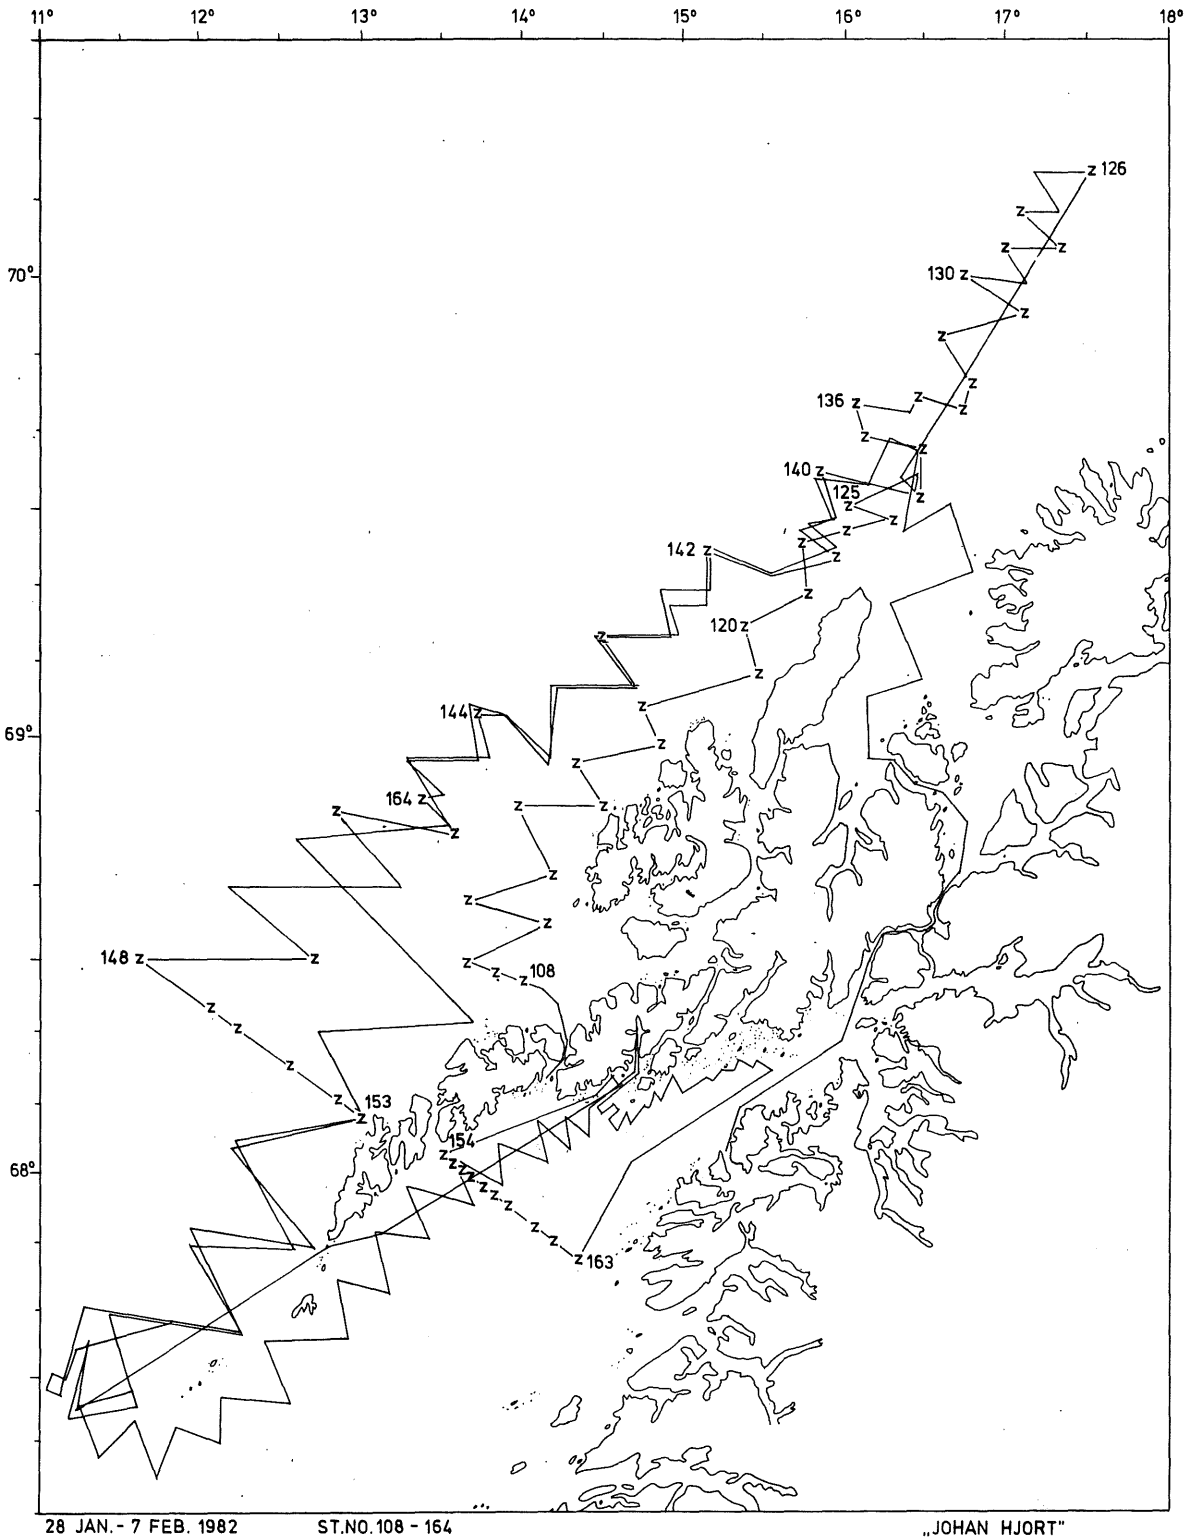 11° 12° 13° 14° 15° 16° 17° 18°
Z 126
Z
Z Z
70°
130 Z
Z
Z
Z
136 Z Z Z
Z Z
140 Z
125 Z
Z
Z Z
Z
142 Z Z
Z
120 Z
Z
Z
Z
144 Z
69°
Z
Z
164 Z
Z Z Z
Z
Z
Z
Z
148 Z Z Z
Z 108
Z
Z
Z
Z
Z
153
Z
154
Z Z Z
68°
Z Z Z Z
Z
Z
Z 163
28 JAN.- 7 FEB. 1982 ST.NO.108 - 164 „JOHAN HJORT"